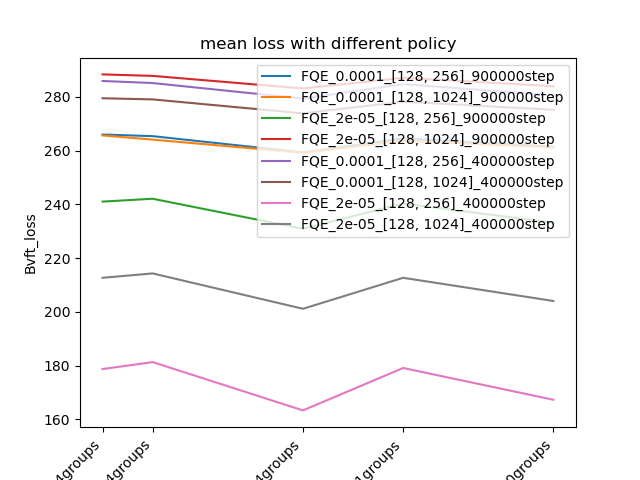 mean loss with different policy
FQE_0.0001_[128, 256]_900000step
FQE_0.0001_[128, 1024]_900000step
FQE_2e-05_[128, 256]_900000step
FQE_2e-05_[128, 1024]_900000step
FQE_0.0001_[128, 256]_400000step
FQE_0.0001_[128, 1024]_400000step
FQE_2e-05_[128, 256]_400000step
FQE_2e-05_[128, 1024]_400000step
Bvft_loss
280
260
240
220
200
180
160
4groups
4groups
4groups
1groups
0groups